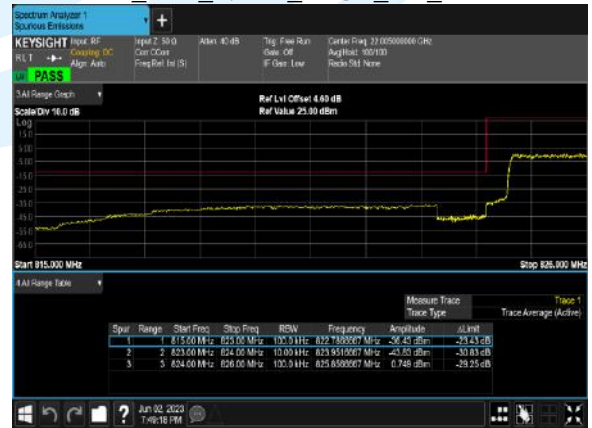 Spectrum Analyzer 1
Spurious Emissions
+
KEYSIGHT Input: RF Input Z: 50 Ω Atten: 40 dB Trig: Free Run Center Freq: 22.005000000 GHz
RLT Coupling: DC Corr CCorr Gate: Off Avg|Hold: 100/100
Align: Auto Freq Ref: Int (S) IF Gain: Low Radio Std: None
PASS
3 All Range Graph
Ref Lvl Offset 4.60 dB
Scale/Div 10.0 dB Ref Value 25.00 dBm
Log
15.0
5.00
-5.00
-15.0
-25.0
-35.0
-45.0
-55.0
-65.0
Start 815.000 MHz Stop 826.000 MHz
4 All Range Table
Measure Trace Trace 1
Trace Type Trace Average (Active)
Spur Range Start Freq Stop Freq RBW Frequency Amplitude ΔLimit
1 1 815.00 MHz 823.00 MHz 100.0 kHz 822.7866667 MHz -36.43 dBm -23.43 dB
2 2 823.00 MHz 824.00 MHz 10.00 kHz 823.9516667 MHz -43.83 dBm -30.83 dB
3 3 824.00 MHz 826.00 MHz 100.0 kHz MHz 0.749 dBm -29.25 dB
? Jun 02, 2023
7:49:18 PM